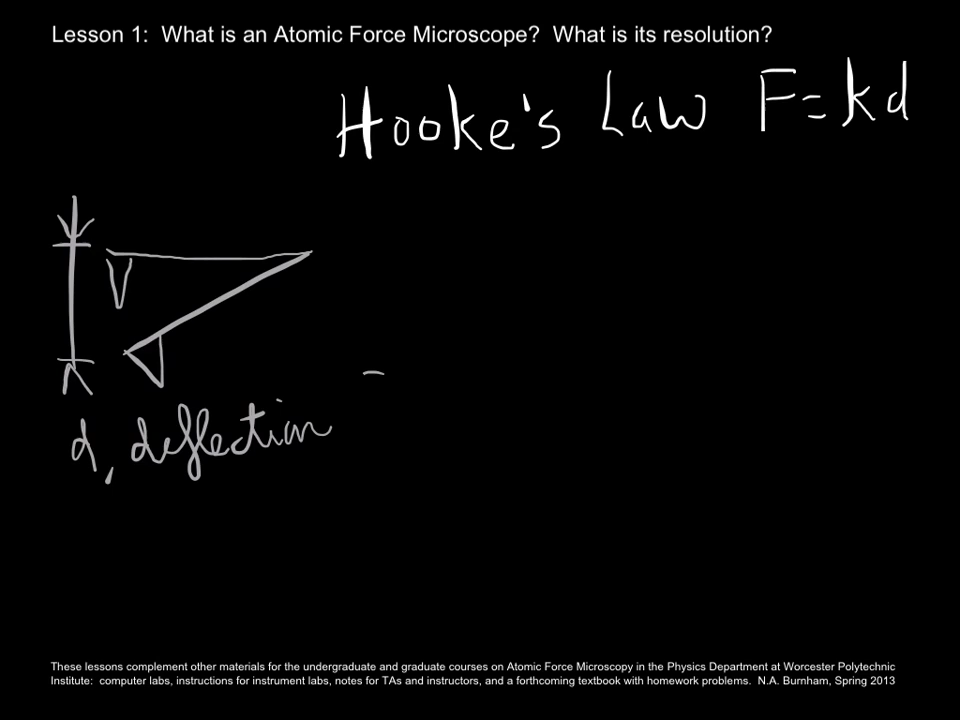 Lesson 1:  What is an Atomic Force Microscope?  What is its resolution?
Hooke's Law F=kd
d, deflection
These lessons complement other materials for the undergraduate and graduate courses on Atomic Force Microscopy in the Physics Department at Worcester Polytechnic
Institute:  computer labs, instructions for instrument labs, notes for TAs and instructors, and a forthcoming textbook with homework problems.  N.A. Burnham, Spring 2013